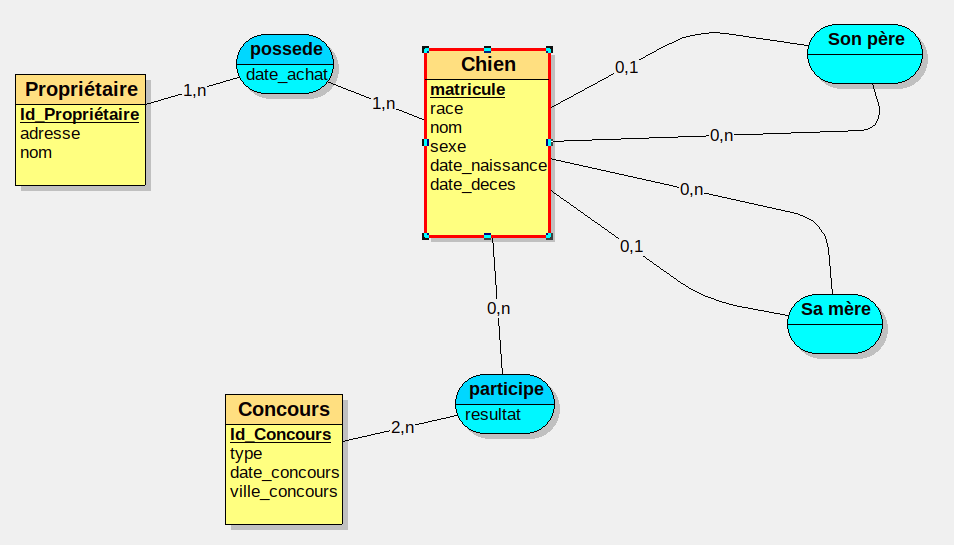 Propriétaire
Id_Propriétaire
adresse
nom
1,n
possede
date_achat
1,n
Chien
matricule
race
nom
sexe
date_naissance
date_deces
0,1
Son père
0,n
0,n
0,1
Sa mère
0,n
participe
resultat
2,n
Concours
Id_Concours
type
date_concours
ville_concours